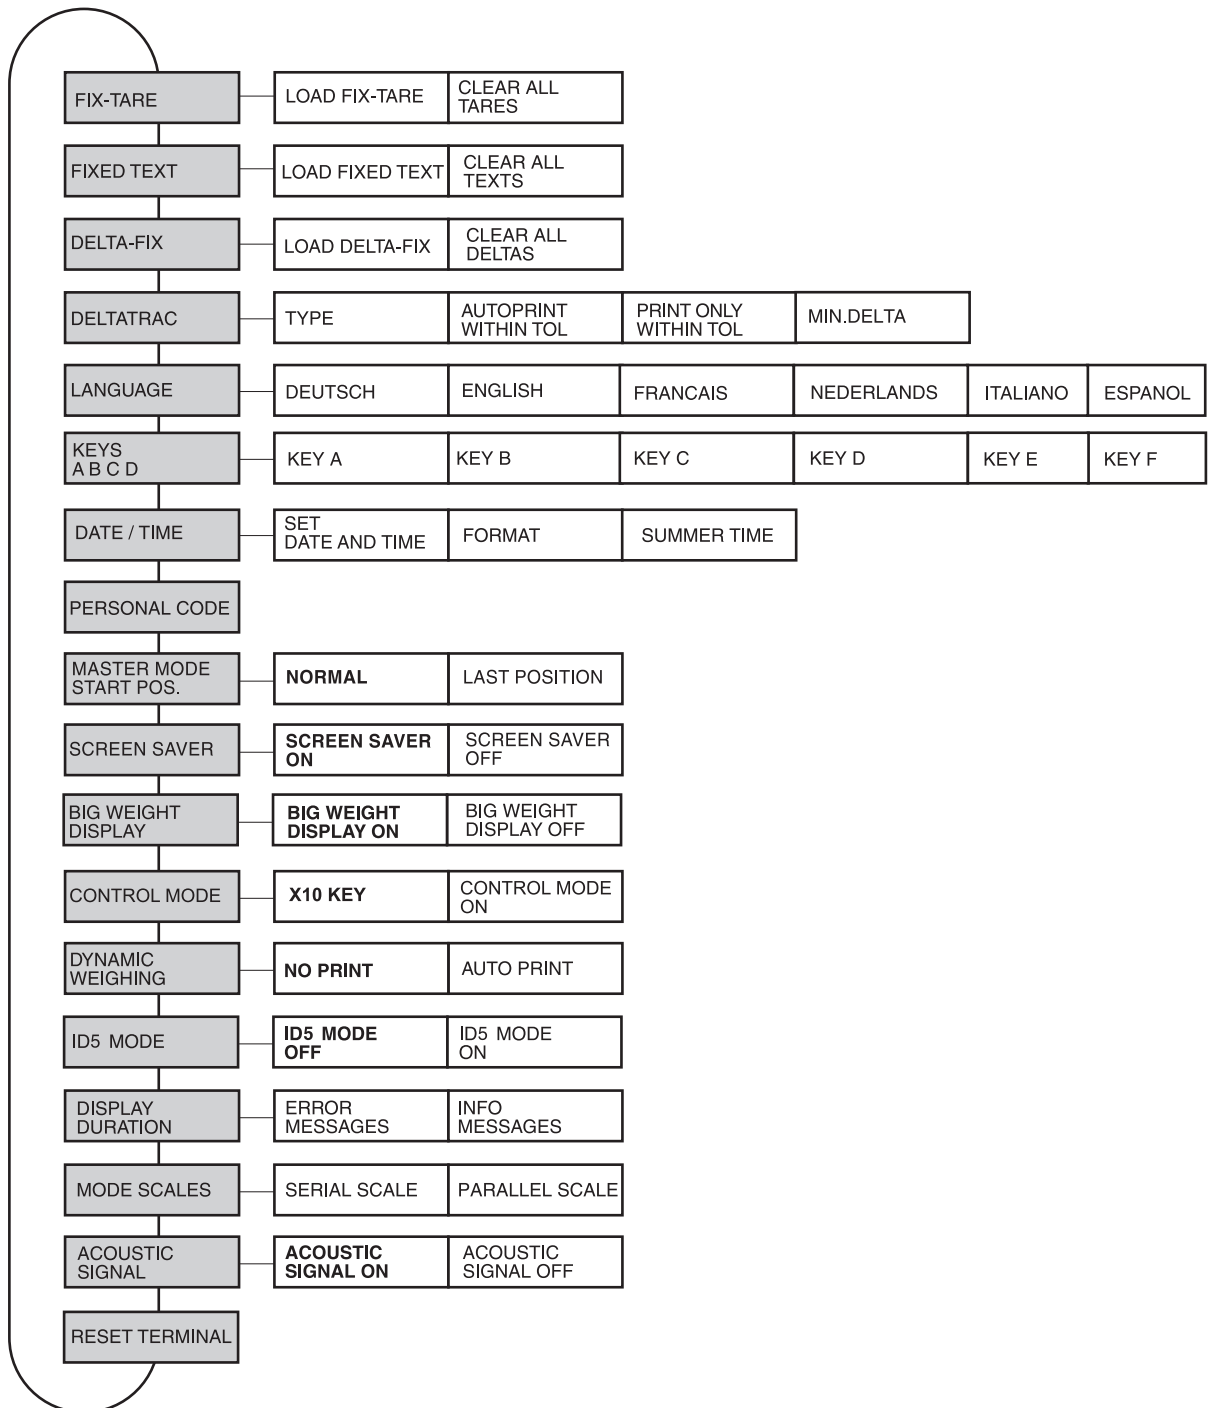 FIX-TARE
LOAD FIX-TARE
CLEAR ALL
TARES
FIXED TEXT
LOAD FIXED TEXT
CLEAR ALL
TEXTS
DELTA-FIX
LOAD DELTA-FIX
CLEAR ALL
DELTAS
DELTATRAC
TYPE
AUTOPRINT
WITHIN TOL
PRINT ONLY
WITHIN TOL
MIN.DELTA
LANGUAGE
DEUTSCH
ENGLISH
FRANCAIS
NEDERLANDS
ITALIANO
ESPANOL
KEYS
A B C D
KEY A
KEY B
KEY C
KEY D
KEY E
KEY F
DATE / TIME
SET
DATE AND TIME
FORMAT
SUMMER TIME
PERSONAL CODE
MASTER MODE
START POS.
NORMAL
LAST POSITION
SCREEN SAVER
SCREEN SAVER
ON
SCREEN SAVER
OFF
BIG WEIGHT
DISPLAY
BIG WEIGHT
DISPLAY ON
BIG WEIGHT
DISPLAY OFF
CONTROL MODE
X10 KEY
CONTROL MODE
ON
DYNAMIC
WEIGHING
NO PRINT
AUTO PRINT
ID5 MODE
ID5 MODE
OFF
ID5 MODE
ON
DISPLAY
DURATION
ERROR
MESSAGES
INFO
MESSAGES
MODE SCALES
SERIAL SCALE
PARALLEL SCALE
ACOUSTIC
SIGNAL
ACOUSTIC
SIGNAL ON
ACOUSTIC
SIGNAL OFF
RESET TERMINAL